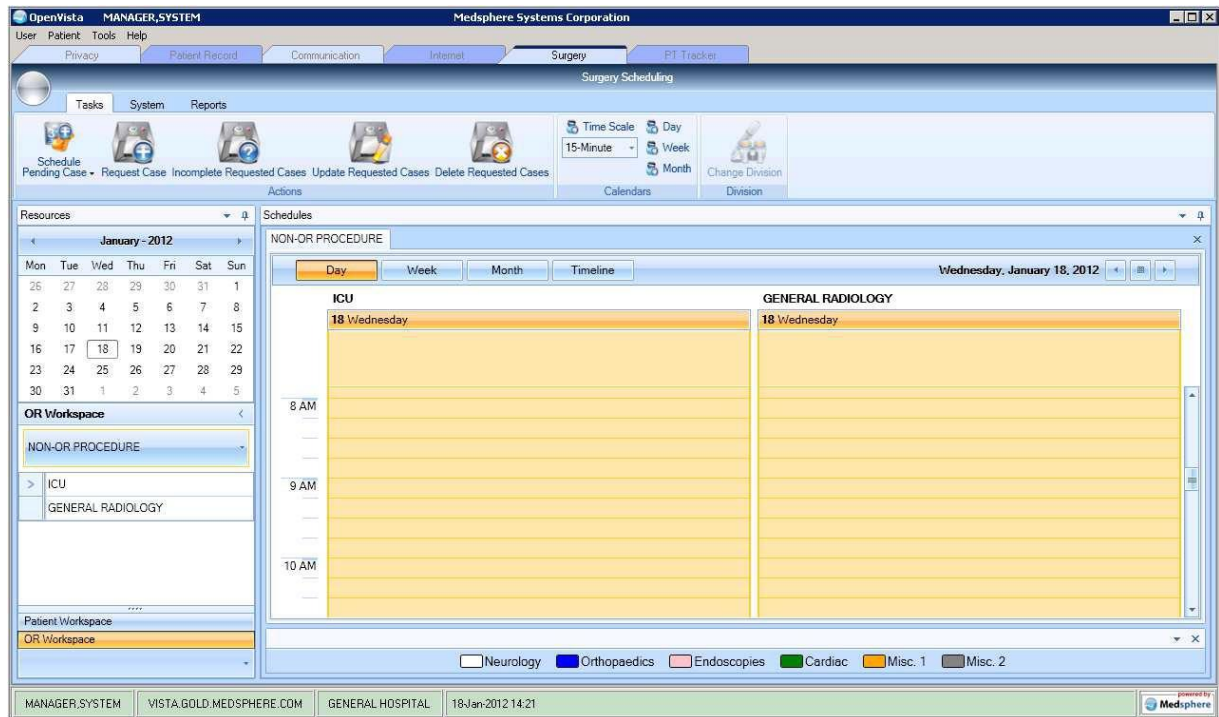 OpenVista MANAGER,SYSTEM Medsphere Systems Corporation
User Patient Tools Help
Privacy Patient Record Communication Internet Surgery PT Tracker
Surgery Scheduling
Tasks System Reports
Schedule
Pending Case Request Case Incomplete Requested Cases Update Requested Cases Delete Requested Cases
Actions
Time Scale Day
15-Minute Week
Month
Calendars
Change Division
Division
Resources
January - 2012
Mon Tue Wed Thu Fri Sat Sun
26 27 28 29 30 31 1
2 3 4 5 6 7 8
9 10 11 12 13 14 15
16 17 18 19 20 21 22
23 24 25 26 27 28 29
30 31 1 2 3 4 5
OR Workspace
NON-OR PROCEDURE
ICU
GENERAL RADIOLOGY
Patient Workspace
OR Workspace
Schedules
NON-OR PROCEDURE
Day Week Month Timeline Wednesday, January 18, 2012
ICU GENERAL RADIOLOGY
18 Wednesday 18 Wednesday
8 AM
9 AM
10 AM
Neurology Orthopaedics Endoscopies Cardiac Misc. 1 Misc. 2
MANAGER,SYSTEM VISTA.GOLD.MEDSPHERE.COM GENERAL HOSPITAL 18-Jan-2012 14:21
powered by
Medsphere